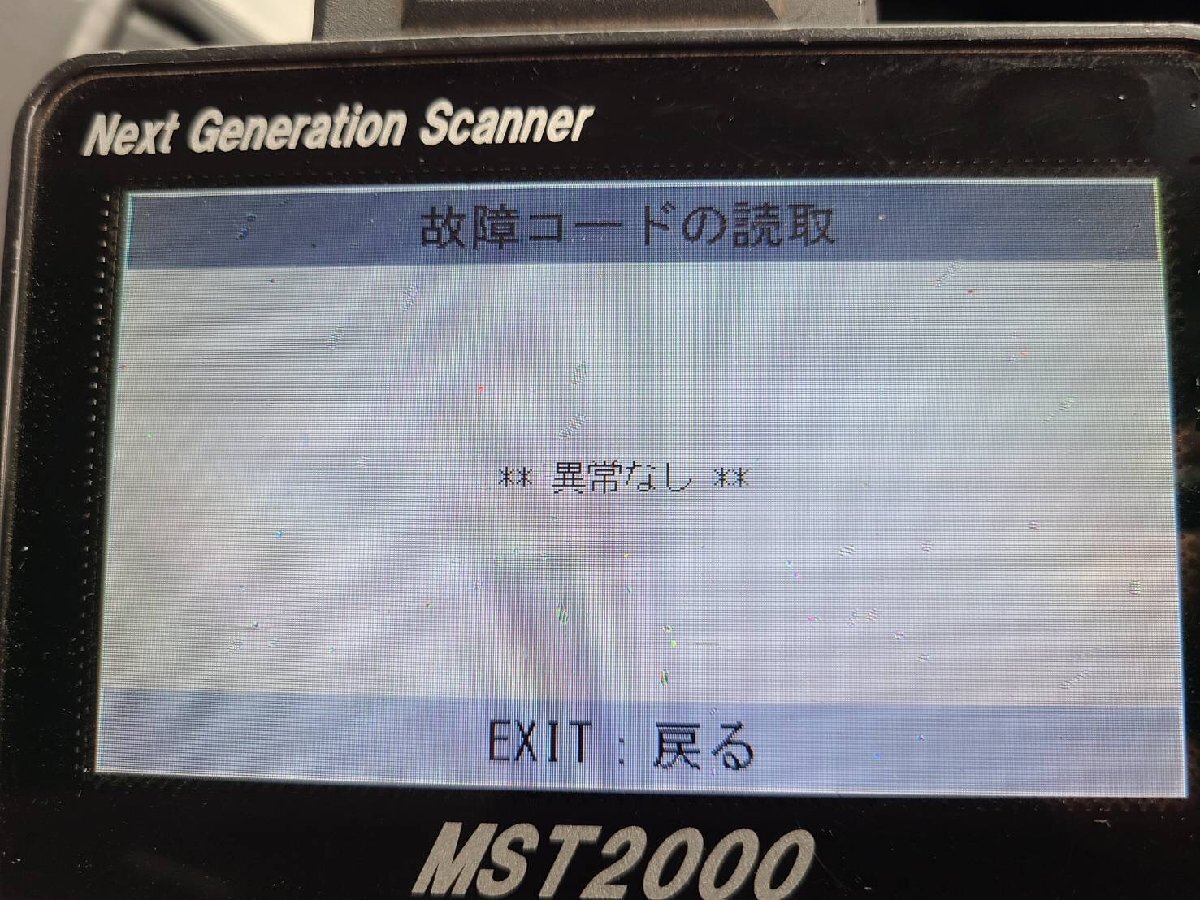 Next Generation Scanner
故障コードの読取
** 異常なし **
EXIT : 戻る
MST2000